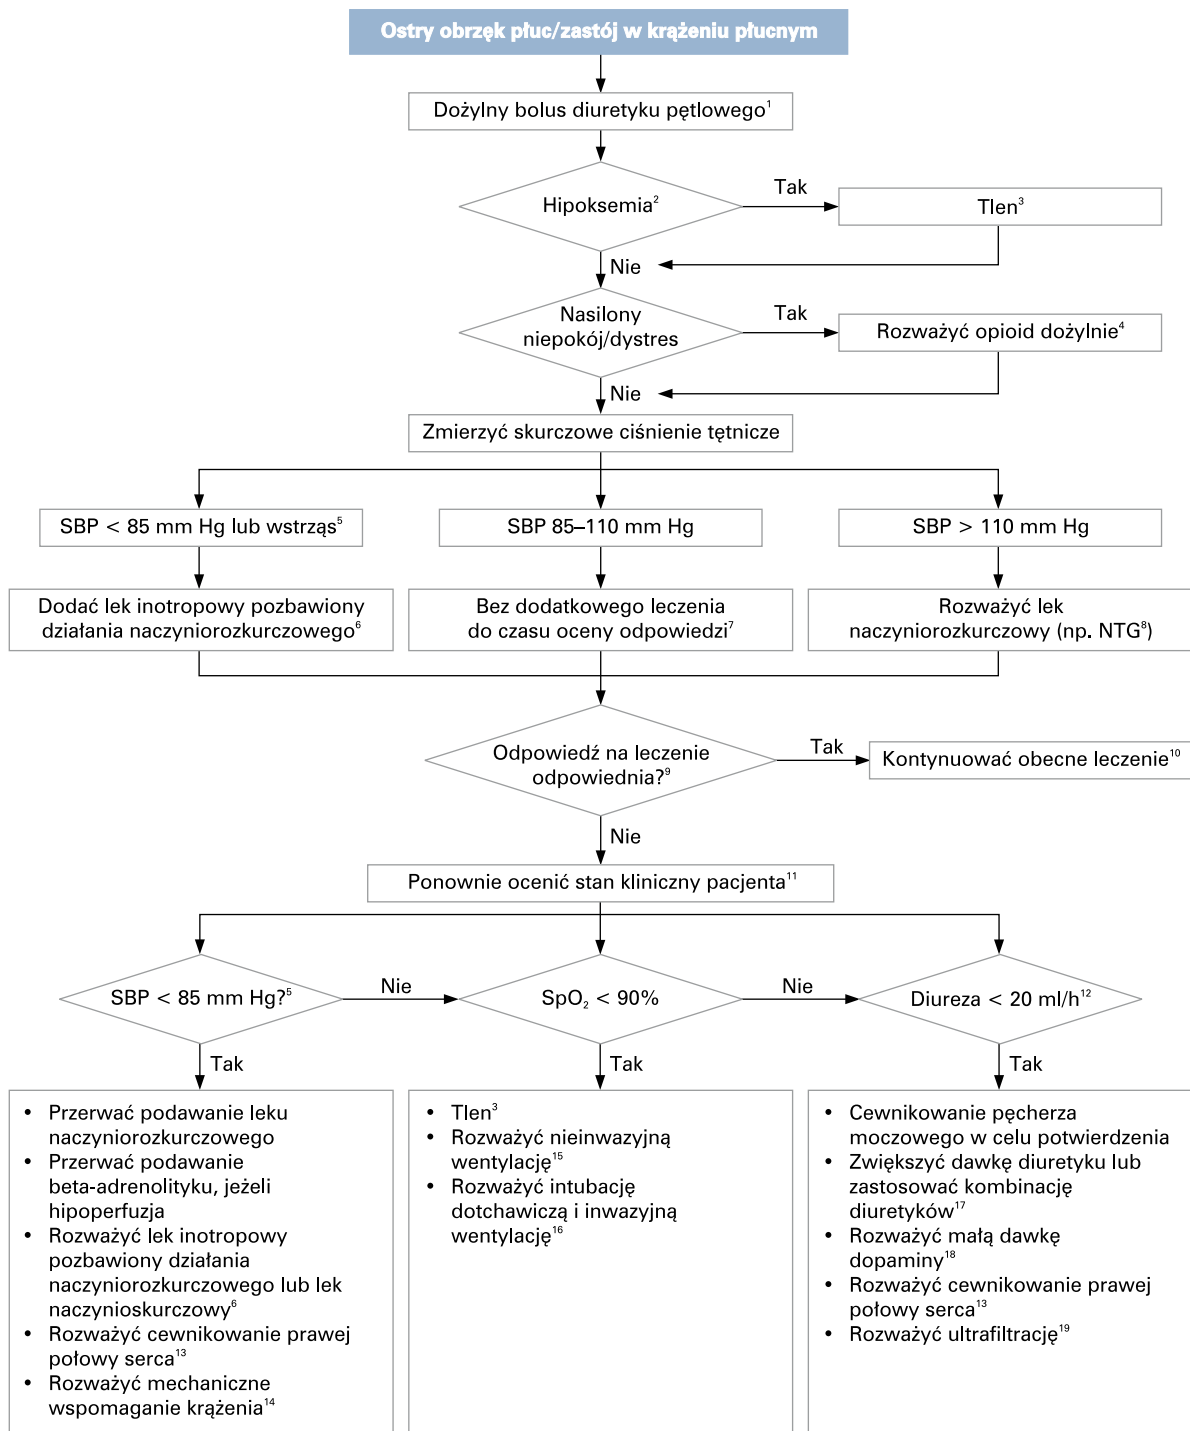 Ostry obrzęk płuc/zastój w krążeniu płucnym
Dożylny bolus diuretyku pętlowego¹
Hipoksemia²
Tak
Tlen³
Nie
Nasilony
niepokój/dystres
Tak
Rozważyć opioid dożylnie⁴
Nie
Zmierzyć skurczowe ciśnienie tętnicze
SBP < 85 mm Hg lub wstrząs⁵
SBP 85–110 mm Hg
SBP > 110 mm Hg
Dodać lek inotropowy pozbawiony
działania naczyniorozkurczowego⁶
Bez dodatkowego leczenia
do czasu oceny odpowiedzi⁷
Rozważyć lek
naczyniorozkurczowy (np. NTG⁸)
Odpowiedź na leczenie
odpowiednia?⁹
Tak
Kontynuować obecne leczenie¹⁰
Nie
Ponownie ocenić stan kliniczny pacjenta¹¹
SBP < 85 mm Hg?⁵
Nie
SpO₂ < 90%
Nie
Diureza < 20 ml/h¹²
Tak
Tak
Tak
• Przerwać podawanie leku
naczyniorozkurczowego
• Przerwać podawanie
beta-adrenolityku, jeżeli
hipoperfuzja
• Rozważyć lek inotropowy
pozbawiony działania
naczyniorozkurczowego lub lek
naczynioskurczowy⁶
• Rozważyć cewnikowanie prawej
połowy serca¹³
• Rozważyć mechaniczne
wspomaganie krążenia¹⁴
• Tlen³
• Rozważyć nieinwazyjną
wentylację¹⁵
• Rozważyć intubację
dotchawiczą i inwazyjną
wentylację¹⁶
• Cewnikowanie pęcherza
moczowego w celu potwierdzenia
• Zwiększyć dawkę diuretyku lub
zastosować kombinację
diuretyków¹⁷
• Rozważyć małą dawkę
dopaminy¹⁸
• Rozważyć cewnikowanie prawej
połowy serca¹³
• Rozważyć ultrafiltrację¹⁹